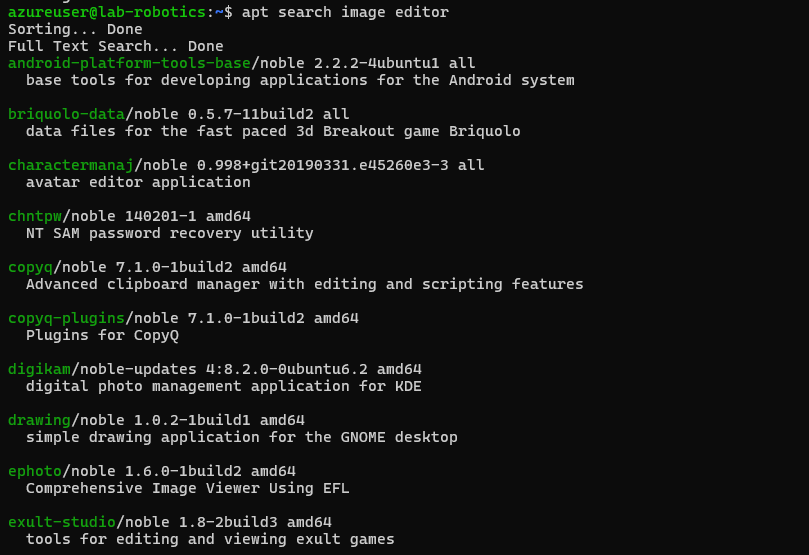 azureuser@lab-robotics:~$ apt search image editor
Sorting... Done
Full Text Search... Done
android-platform-tools-base/noble 2.2.2-4ubuntu1 all
  base tools for developing applications for the Android system

briquolo-data/noble 0.5.7-11build2 all
  data files for the fast paced 3d Breakout game Briquolo

charactermanaj/noble 0.998+git20190331.e45260e3-3 all
  avatar editor application

chntpw/noble 140201-1 amd64
  NT SAM password recovery utility

copyq/noble 7.1.0-1build2 amd64
  Advanced clipboard manager with editing and scripting features

copyq-plugins/noble 7.1.0-1build2 amd64
  Plugins for CopyQ

digikam/noble-updates 4:8.2.0-0ubuntu6.2 amd64
  digital photo management application for KDE

drawing/noble 1.0.2-1build1 amd64
  simple drawing application for the GNOME desktop

ephoto/noble 1.6.0-1build2 amd64
  Comprehensive Image Viewer Using EFL

exult-studio/noble 1.8-2build3 amd64
  tools for editing and viewing exult games